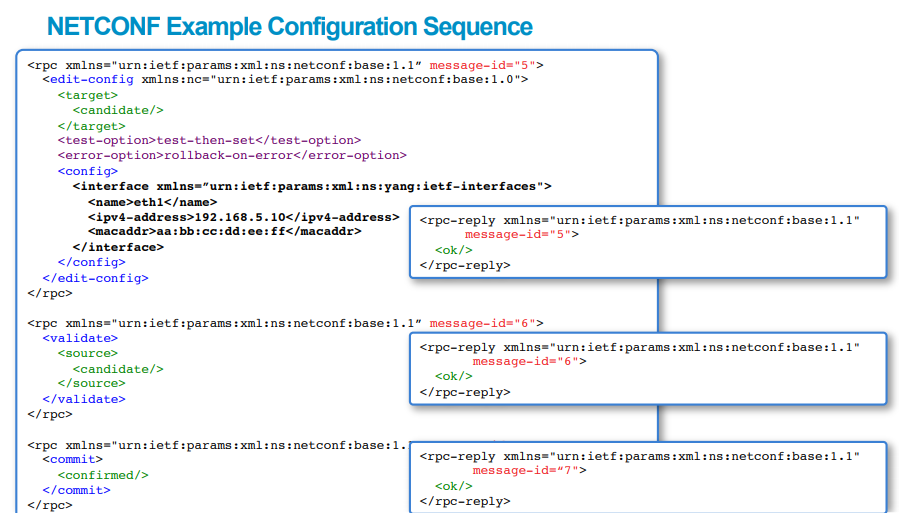 NETCONF Example Configuration Sequence
<rpc xmlns="urn:ietf:params:xml:ns:netconf:base:1.1” message-id="5">
<edit-config xmlns:nc="urn:ietf:params:xml:ns:netconf:base:1.0">
<target>
<candidate/>
</target>
<test-option>test-then-set</test-option>
<error-option>rollback-on-error</error-option>
<config>
<interface xmlns=”urn:ietf:params:xml:ns:yang:ietf-interfaces">
<name>eth1</name>
<ipv4-address>192.168.5.10</ipv4-address>
<macaddr>aa:bb:cc:dd:ee:ff</macaddr>
</interface>
</config>
</edit-config>
</rpc>
<rpc-reply xmlns="urn:ietf:params:xml:ns:netconf:base:1.1"
message-id="5">
<ok/>
</rpc-reply>
<rpc xmlns="urn:ietf:params:xml:ns:netconf:base:1.1” message-id="6">
<validate>
<source>
<candidate/>
</source>
</validate>
</rpc>
<rpc-reply xmlns="urn:ietf:params:xml:ns:netconf:base:1.1"
message-id="6">
<ok/>
</rpc-reply>
<rpc xmlns="urn:ietf:params:xml:ns:netconf:base:1.
<commit>
<confirmed/>
</commit>
</rpc>
<rpc-reply xmlns="urn:ietf:params:xml:ns:netconf:base:1.1"
message-id=“7">
<ok/>
</rpc-reply>